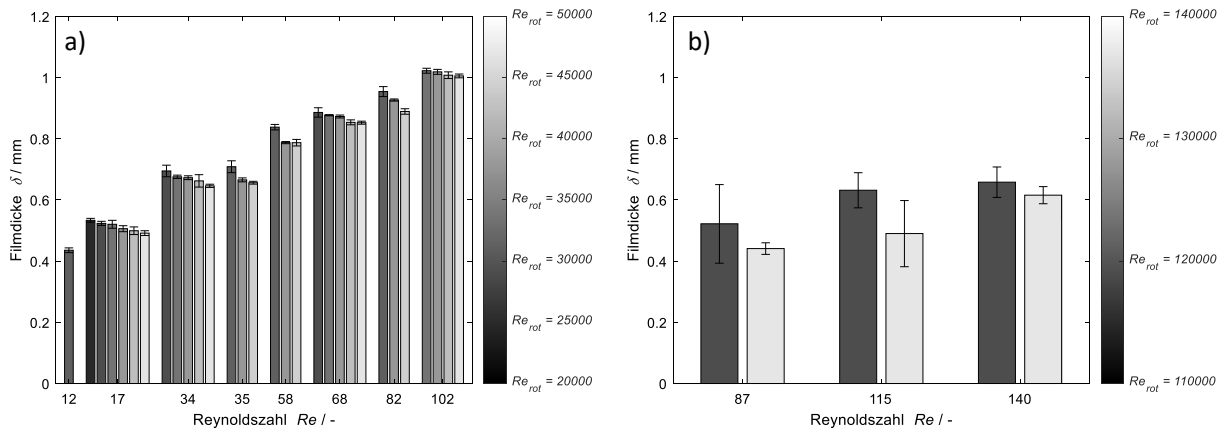 a)
1.2
1
0.8
0.6
0.4
0.2
0
Filmdicke δ / mm
12 17 34 35 58 68 82 102
Reynoldszahl Re / -
Re_rot = 50000
Re_rot = 45000
Re_rot = 40000
Re_rot = 35000
Re_rot = 30000
Re_rot = 25000
Re_rot = 20000
b)
1.2
1
0.8
0.6
0.4
0.2
0
Filmdicke δ / mm
87 115 140
Reynoldszahl Re / -
Re_rot = 140000
Re_rot = 130000
Re_rot = 120000
Re_rot = 110000